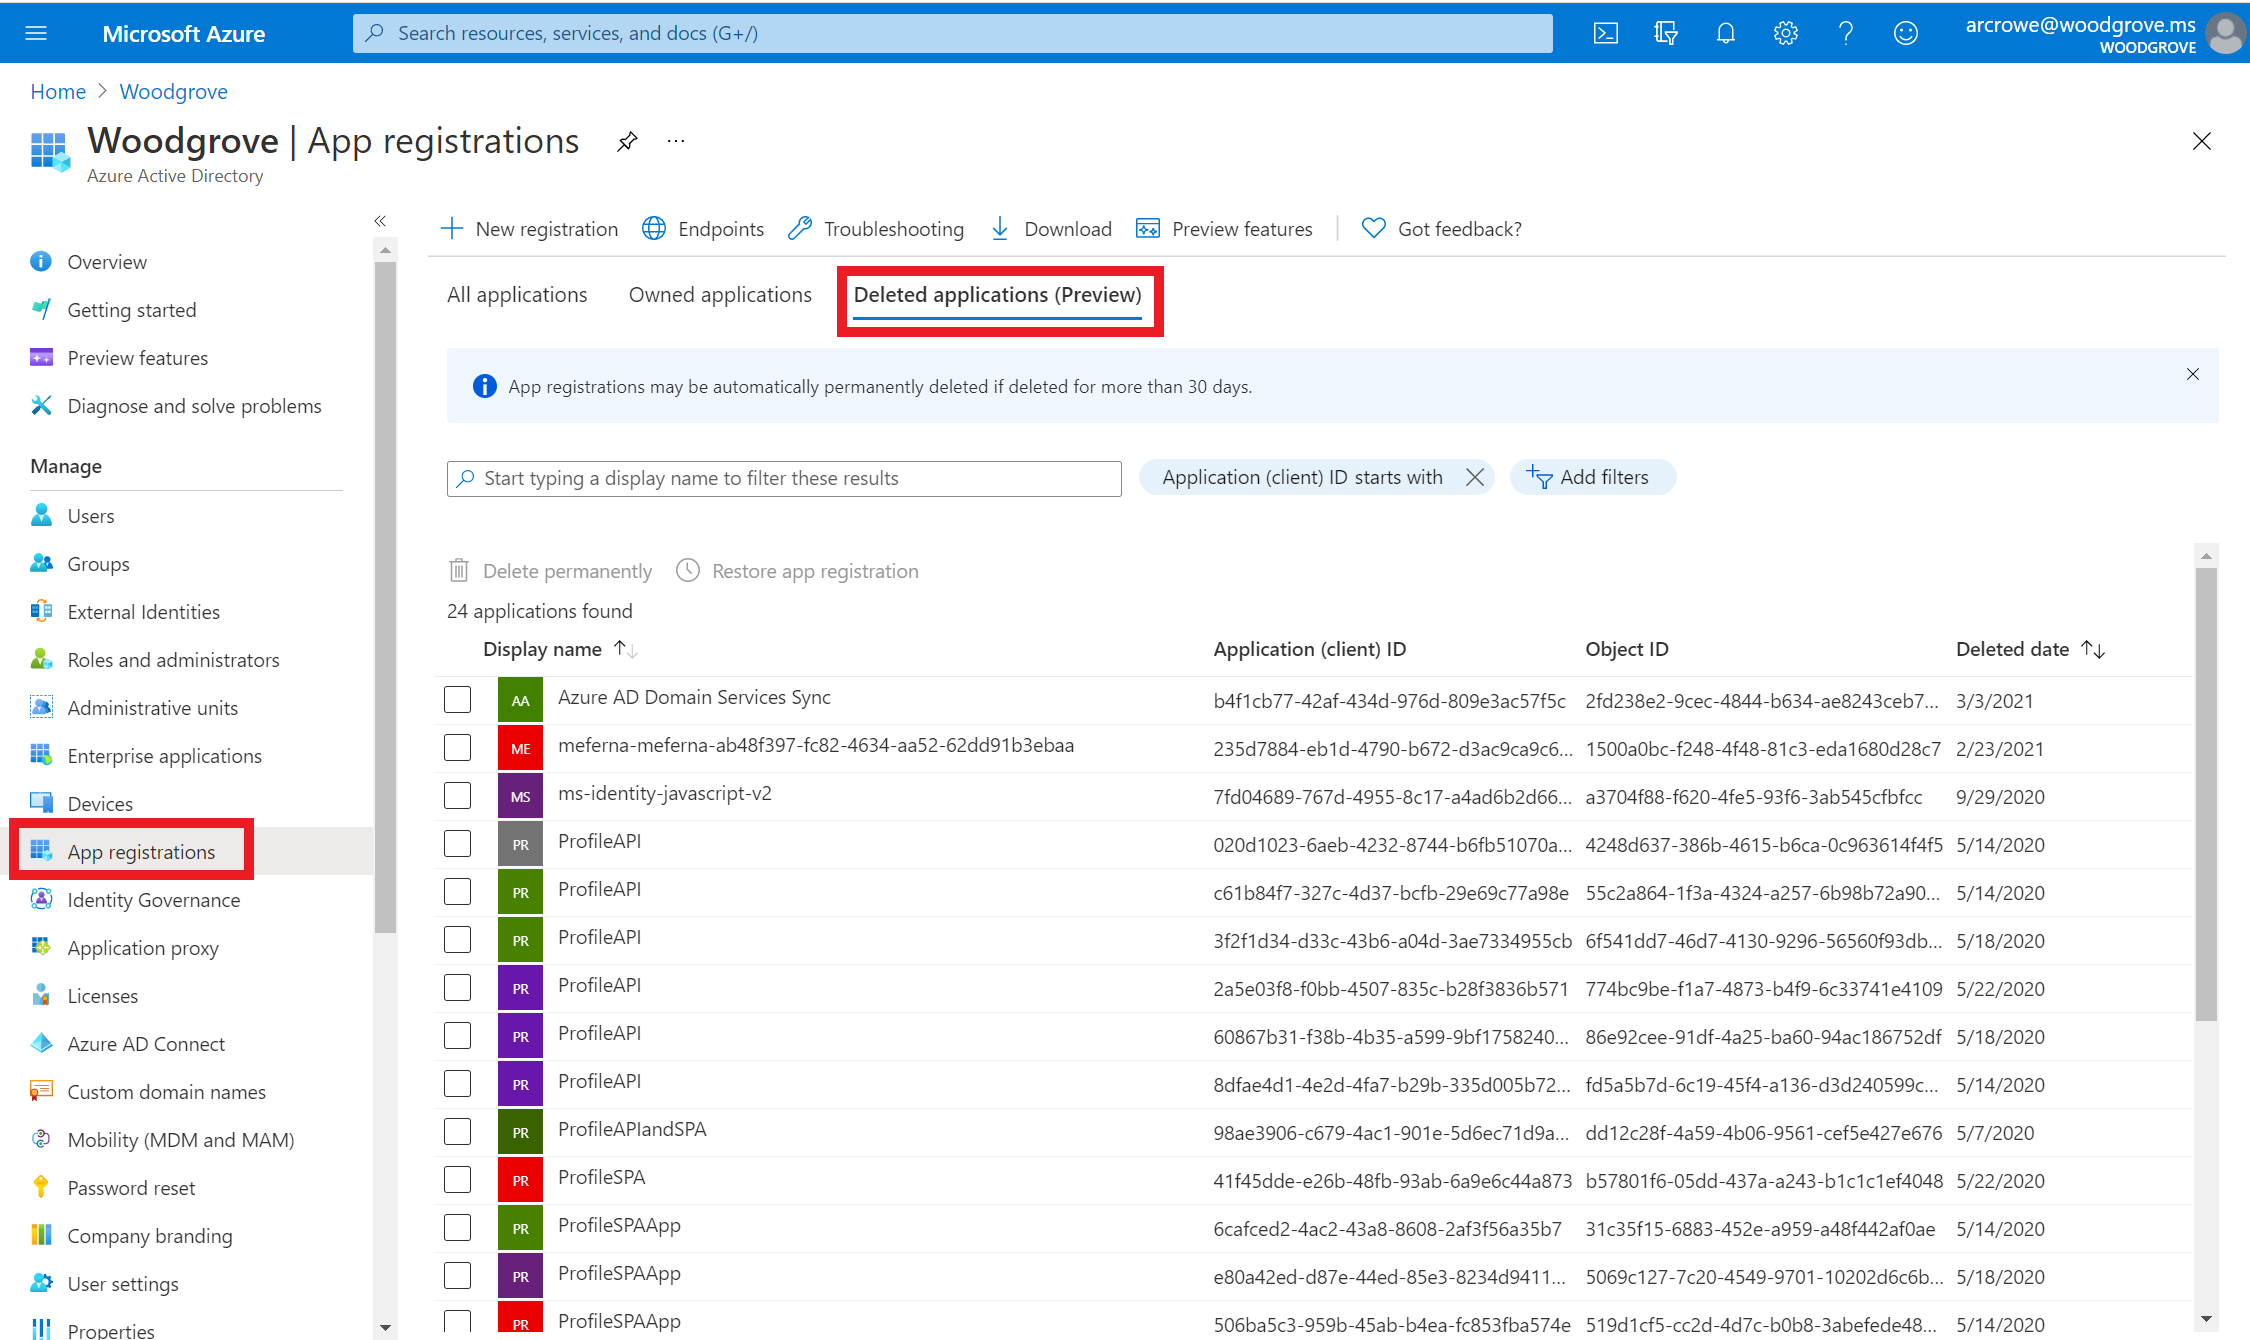 Microsoft Azure
Search resources, services, and docs (G+/)
arcrowe@woodgrove.ms
WOODGROVE
Home > Woodgrove
Woodgrove | App registrations ...
Azure Active Directory
«
Overview
Getting started
Preview features
Diagnose and solve problems
Manage
Users
Groups
External Identities
Roles and administrators
Administrative units
Enterprise applications
Devices
App registrations
Identity Governance
Application proxy
Licenses
Azure AD Connect
Custom domain names
Mobility (MDM and MAM)
Password reset
Company branding
User settings
Properties
New registration Endpoints Troubleshooting Download Preview features Got feedback?
All applications Owned applications Deleted applications (Preview)
App registrations may be automatically permanently deleted if deleted for more than 30 days.
Start typing a display name to filter these results Application (client) ID starts with Add filters
Delete permanently Restore app registration
24 applications found
Display name Application (client) ID Object ID Deleted date
AA Azure AD Domain Services Sync b4f1cb77-42af-434d-976d-809e3ac57f5c 2fd238e2-9cec-4844-b634-ae8243ceb7... 3/3/2021
ME meferna-meferna-ab48f397-fc82-4634-aa52-62dd91b3ebaa 235d7884-eb1d-4790-b672-d3ac9ca9c6... 1500a0bc-f248-4f48-81c3-eda1680d28c7 2/23/2021
MS ms-identity-javascript-v2 7fd04689-767d-4955-8c17-a4ad6b2d66... a3704f88-f620-4fe5-93f6-3ab545cfbfcc 9/29/2020
PR ProfileAPI 020d1023-6aeb-4232-8744-b6fb51070a... 4248d637-386b-4615-b6ca-0c963614f4f5 5/14/2020
PR ProfileAPI c61b84f7-327c-4d37-bcfb-29e69c77a98e 55c2a864-1f3a-4324-a257-6b98b72a90... 5/14/2020
PR ProfileAPI 3f2f1d34-d33c-43b6-a04d-3ae7334955cb 6f541dd7-46d7-4130-9296-56560f93db... 5/18/2020
PR ProfileAPI 2a5e03f8-f0bb-4507-835c-b28f3836b571 774bc9be-f1a7-4873-b4f9-6c33741e4109 5/22/2020
PR ProfileAPI 60867b31-f38b-4b35-a599-9bf1758240... 86e92cee-91df-4a25-ba60-94ac186752df 5/18/2020
PR ProfileAPI 8dfae4d1-4e2d-4fa7-b29b-335d005b72... fd5a5b7d-6c19-45f4-a136-d3d240599c... 5/14/2020
PR ProfileAPIandSPA 98ae3906-c679-4ac1-901e-5d6ec71d9a... dd12c28f-4a59-4b06-9561-cef5e427e676 5/7/2020
PR ProfileSPA 41f45dde-e26b-48fb-93ab-6a9e6c44a873 b57801f6-05dd-437a-a243-b1c1c1ef4048 5/22/2020
PR ProfileSPAApp 6cafced2-4ac2-43a8-8608-2af3f56a35b7 31c35f15-6883-452e-a959-a48f442af0ae 5/14/2020
PR ProfileSPAApp e80a42ed-d87e-44ed-85e3-8234d9411... 5069c127-7c20-4549-9701-10202d6c6b... 5/18/2020
PR ProfileSPAApp 506ba5c3-959b-45ab-b4ea-fc853fba574e 519d1cf5-cc2d-4d7c-b0b8-3abefede48... 5/14/2020